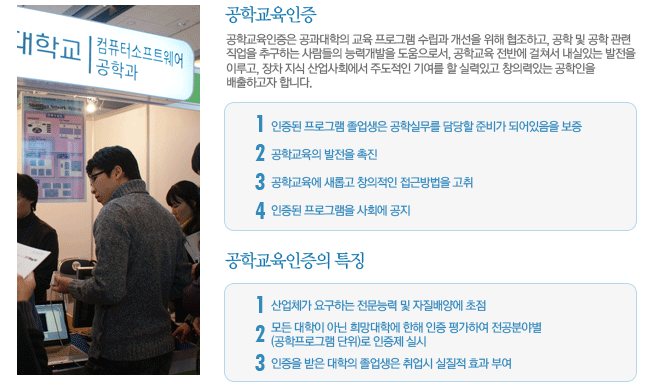 대학교
컴퓨터소프트웨어
공학과
공학교육인증
공학교육인증은 공과대학의 교육 프로그램 수립과 개선을 위해 협조하고, 공학 및 공학 관련
직업을 추구하는 사람들의 능력개발을 도움으로서, 공학교육 전반에 걸쳐서 내실있는 발전을
이루고, 장차 지식 산업사회에서 주도적인 기여를 할 실력있고 창의력있는 공학인을
배출하고자 합니다.
1 인증된 프로그램 졸업생은 공학실무를 담당할 준비가 되어있음을 보증
2 공학교육의 발전을 촉진
3 공학교육에 새롭고 창의적인 접근방법을 고취
4 인증된 프로그램을 사회에 공지
공학교육인증의 특징
1 산업체가 요구하는 전문능력 및 자질배양에 초점
2 모든 대학이 아닌 희망대학에 한해 인증 평가하여 전공분야별
(공학프로그램 단위)로 인증제 실시
3 인증을 받은 대학의 졸업생은 취업시 실질적 효과 부여